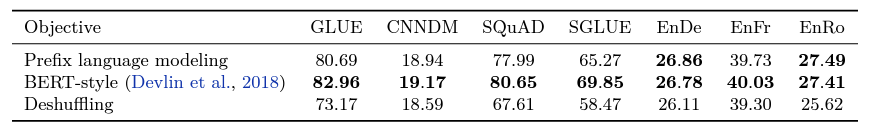 Objective GLUE CNNDM SQuAD SGLUE EnDe EnFr EnRo
Prefix language modeling 80.69 18.94 77.99 65.27 26.86 39.73 27.49
BERT-style (Devlin et al., 2018) 82.96 19.17 80.65 69.85 26.78 40.03 27.41
Deshuffling 73.17 18.59 67.61 58.47 26.11 39.30 25.62